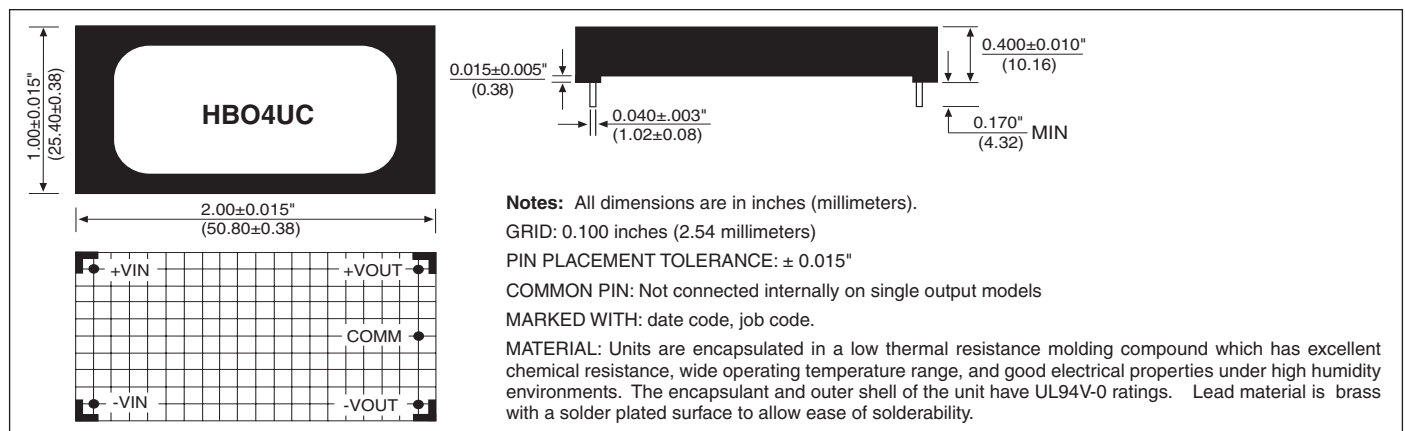 1.00±0.015"
(25.40±0.38)
HBO4UC
2.00±0.015"
(50.80±0.38)
0.015±0.005"
(0.38)
0.040±.003"
(1.02±0.08)
0.400±0.010"
(10.16)
0.170" MIN
(4.32)
+VIN
+VOUT
COMM
-VIN
-VOUT
Notes: All dimensions are in inches (millimeters).
GRID: 0.100 inches (2.54 millimeters)
PIN PLACEMENT TOLERANCE: ± 0.015"
COMMON PIN: Not connected internally on single output models
MARKED WITH: date code, job code.
MATERIAL: Units are encapsulated in a low thermal resistance molding compound which has excellent
chemical resistance, wide operating temperature range, and good electrical properties under high humidity
environments. The encapsulant and outer shell of the unit have UL94V-0 ratings. Lead material is brass
with a solder plated surface to allow ease of solderability.